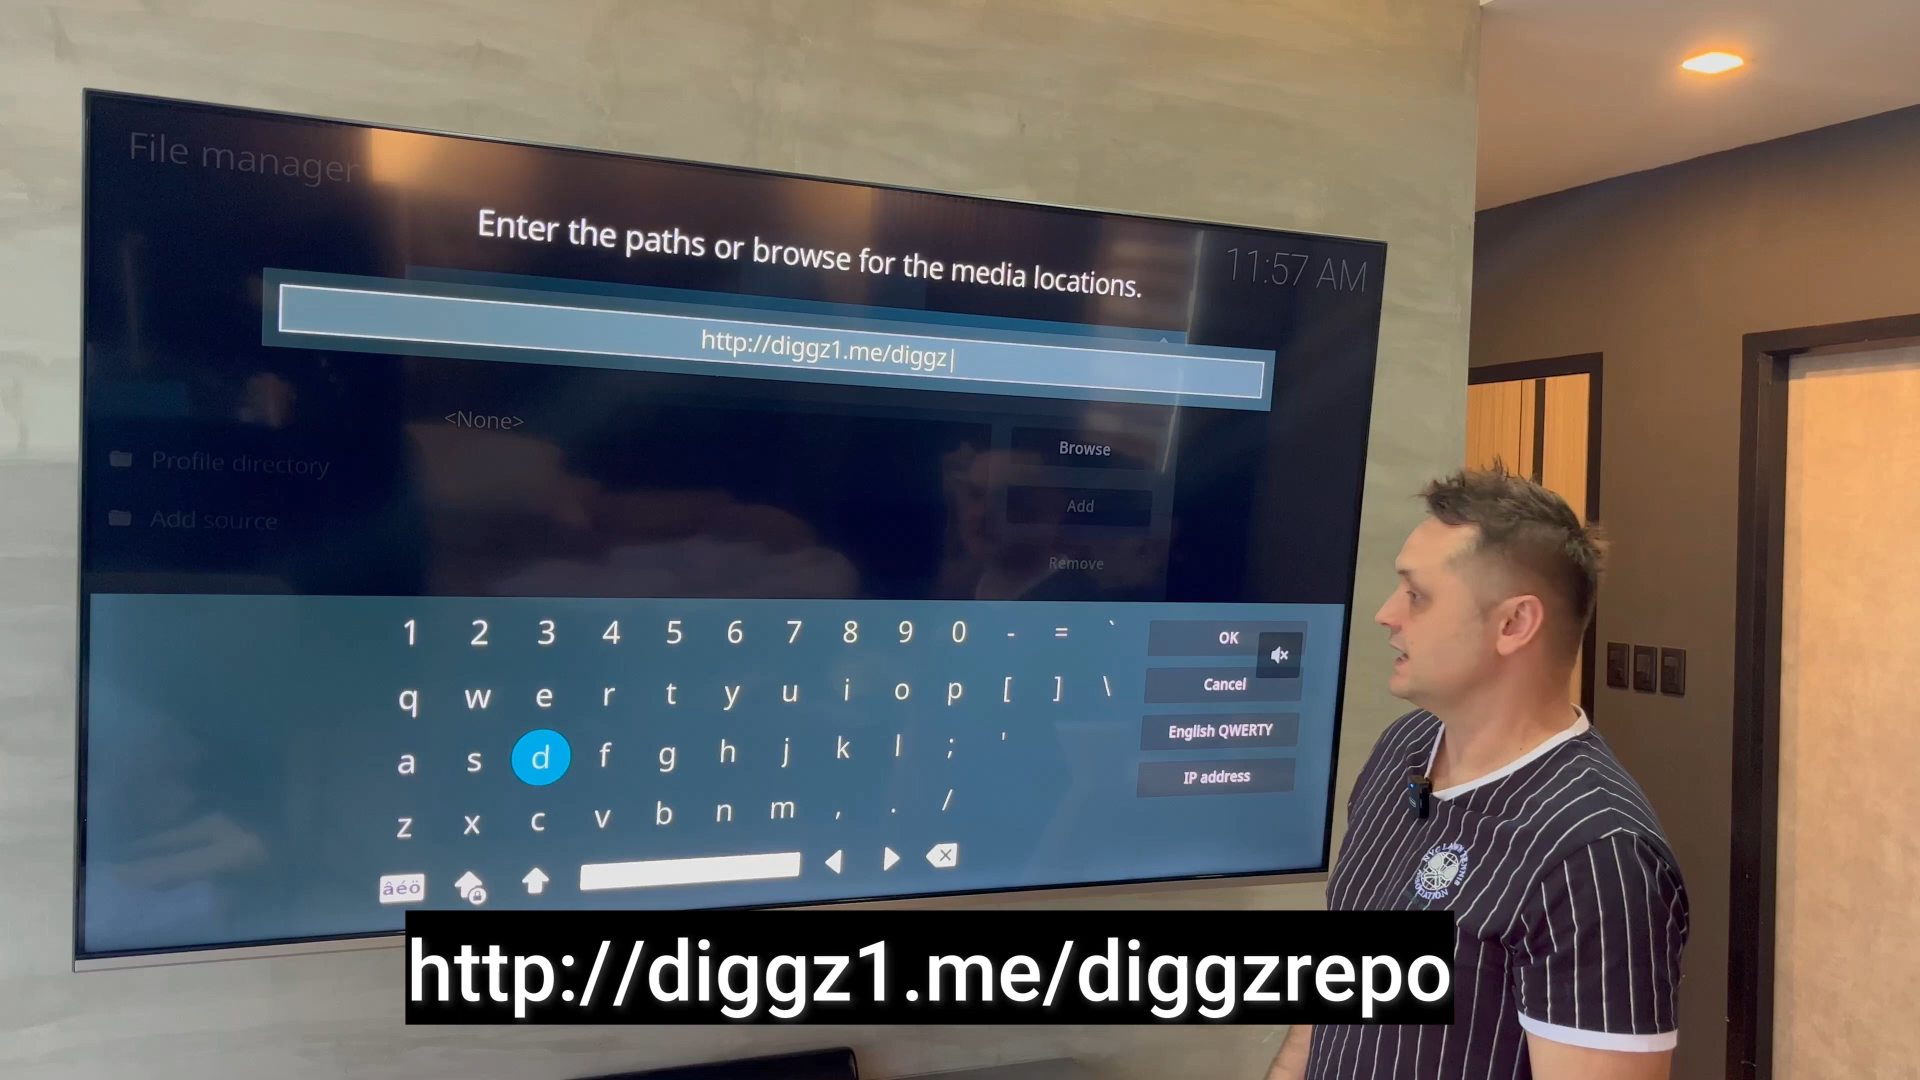 File manager
Enter the paths or browse for the media locations.
11:57 AM
http://diggz1.me/diggz
<None>
Browse
Profile directory
Add
Add source
Remove
1 2 3 4 5 6 7 8 9 0 - = `
OK
q w e r t y u i o p [ ] \
Cancel
a s d f g h j k l ; '
English QWERTY
z x c v b n m , . /
IP address
âéö
http://diggz1.me/diggzrepo